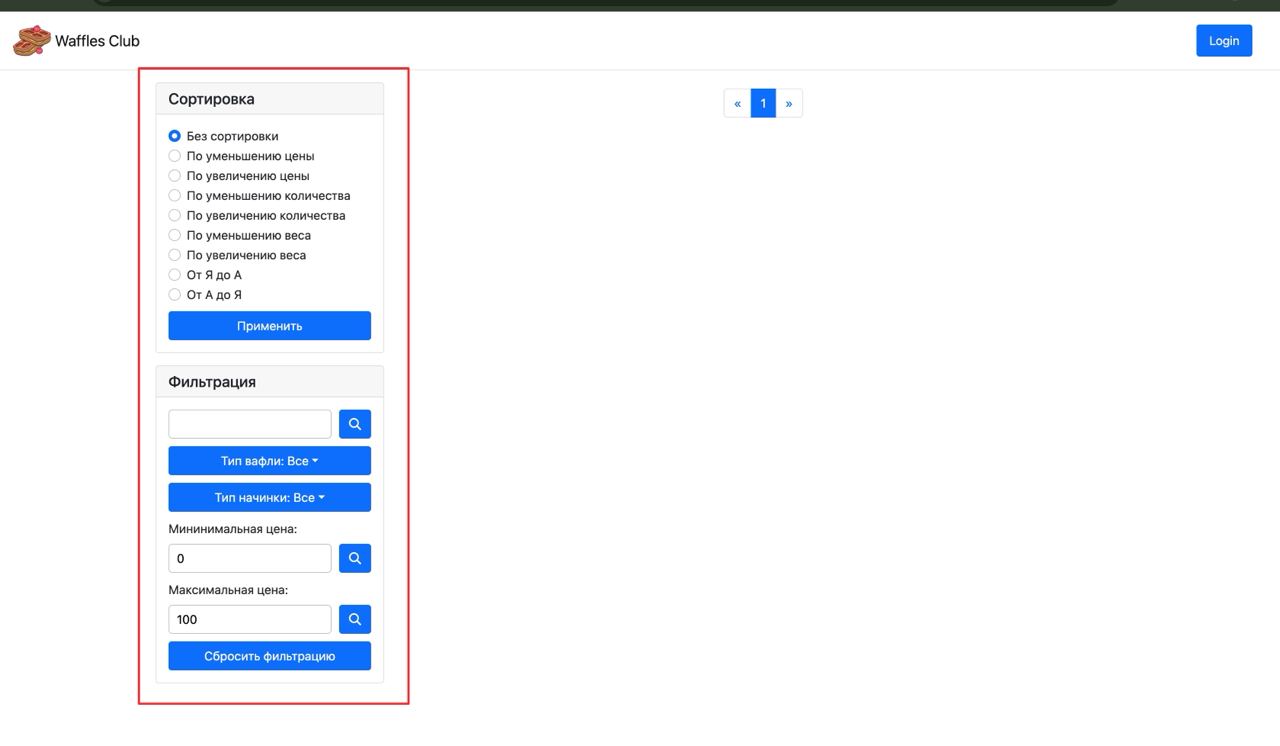 Waffles Club
Login
Сортировка
« 1 »
Без сортировки
По уменьшению цены
По увеличению цены
По уменьшению количества
По увеличению количества
По уменьшению веса
По увеличению веса
От Я до А
От А до Я
Применить
Фильтрация
Тип вафли: Все
Тип начинки: Все
Мининимальная цена:
0
Максимальная цена:
100
Сбросить фильтрацию